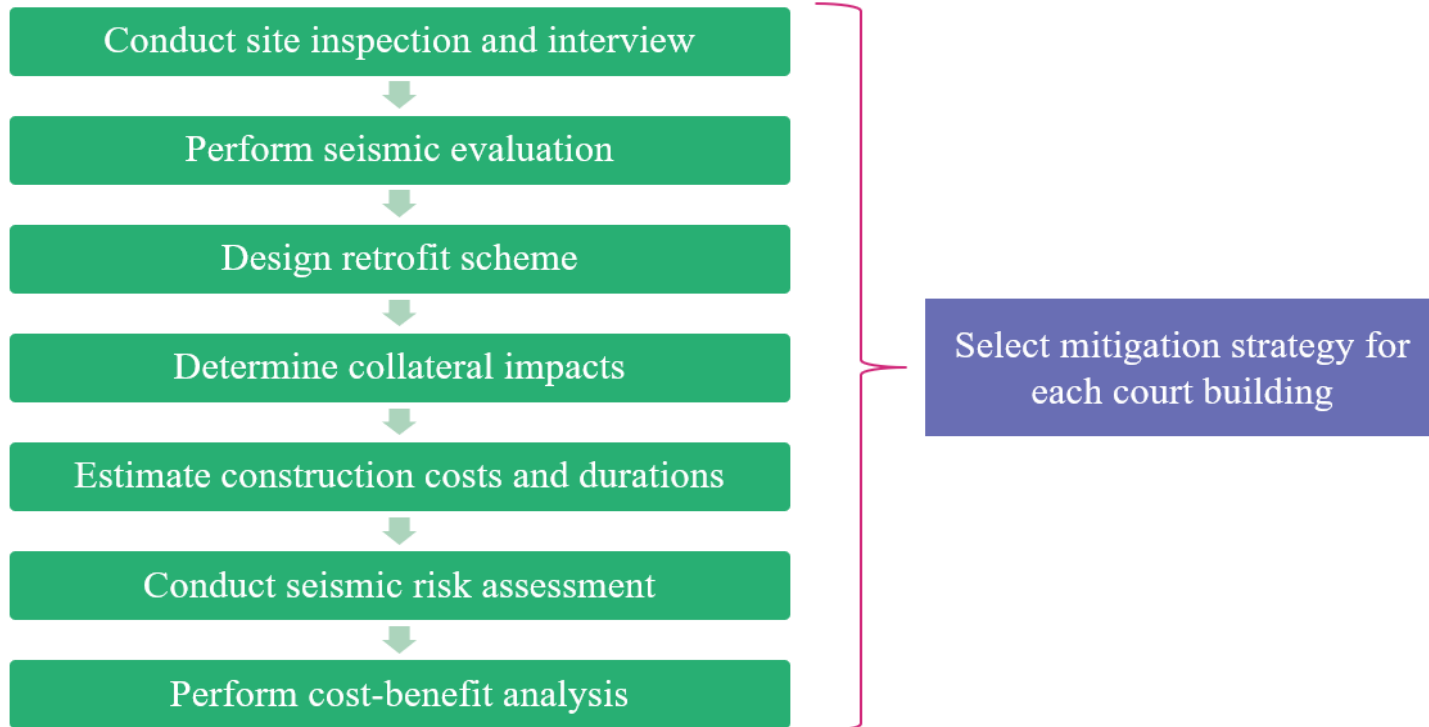 Conduct site inspection and interview
Perform seismic evaluation
Design retrofit scheme
Determine collateral impacts
Estimate construction costs and durations
Conduct seismic risk assessment
Perform cost-benefit analysis
Select mitigation strategy for
each court building